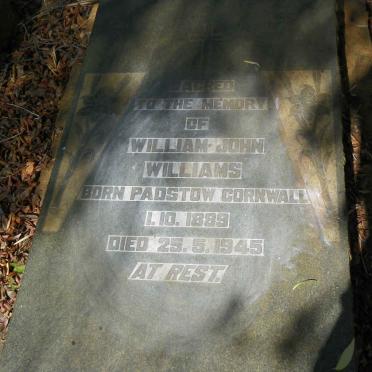 SACRED
TO THE MEMORY
OF
WILLIAM JOHN
WILLIAMS
BORN PADSTOW CORNWALL
1.10.1889
DIED 25.5.1945
AT REST.